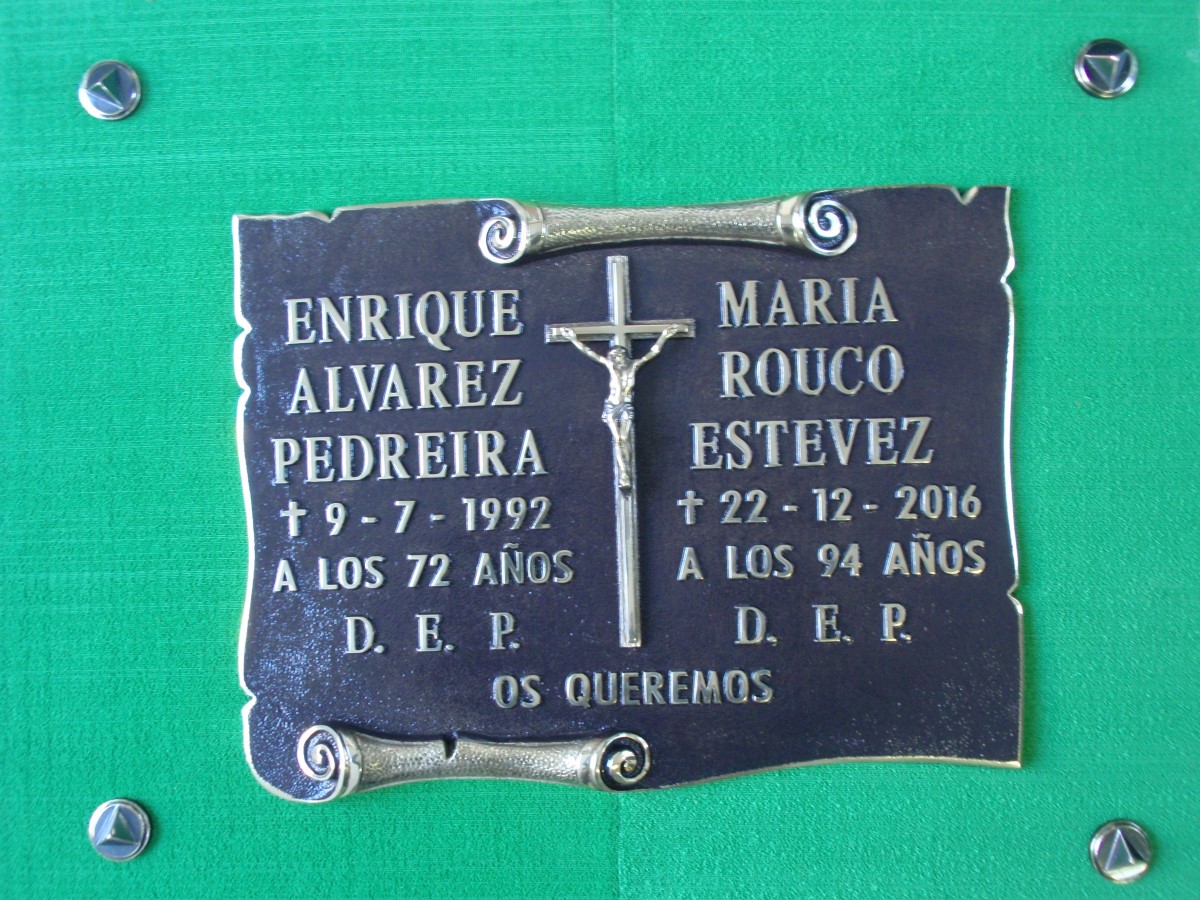 ENRIQUE
ALVAREZ
PEDREIRA
† 9 - 7 - 1992
A LOS 72 AÑOS
D. E. P.
MARIA
ROUCO
ESTEVEZ
† 22 - 12 - 2016
A LOS 94 AÑOS
D. E. P.
OS QUEREMOS